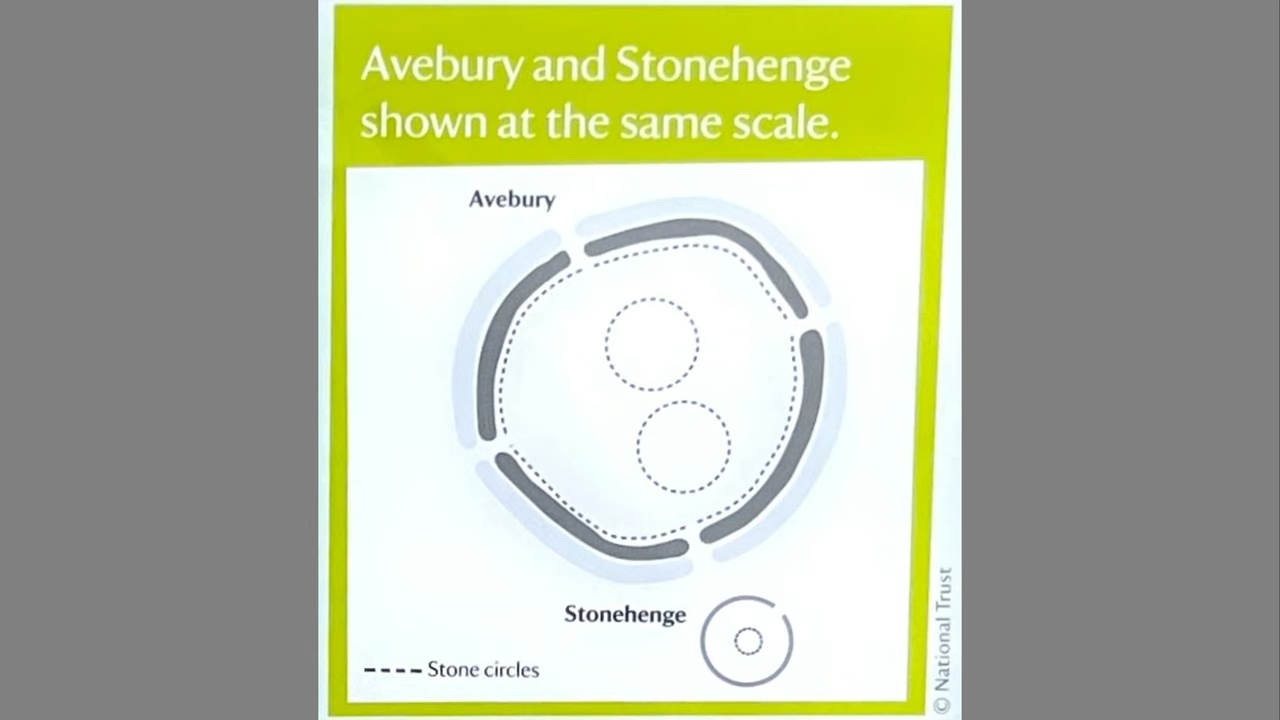 Avebury and Stonehenge
shown at the same scale.
Avebury
Stonehenge
Stone circles
© National Trust